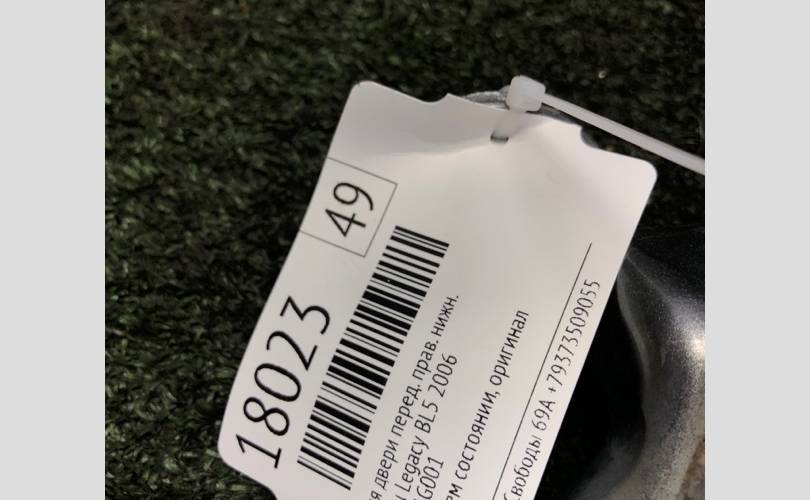 49
18023
двери перед. прав. нижн.
Legacy BL5 2006
G001
состоянии, оригинал
Свободы 69А +79373509055